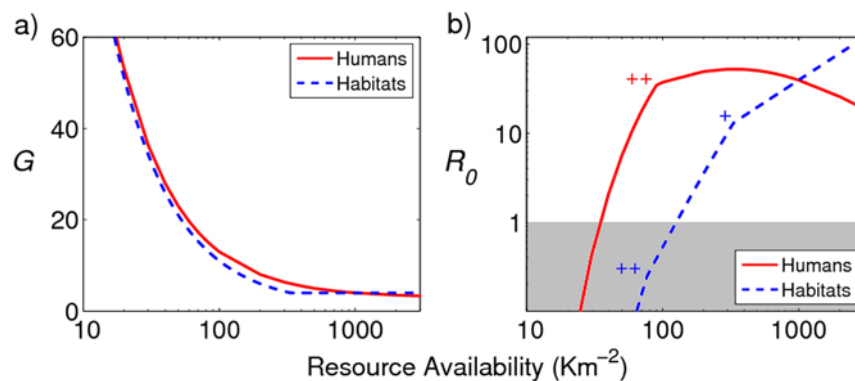 a)
60
40
20
0
G
10
100
1000
Humans
Habitats
b)
100
10
1
R0
10
100
1000
++
+
++
Humans
Habitats
Resource Availability (Km−2)